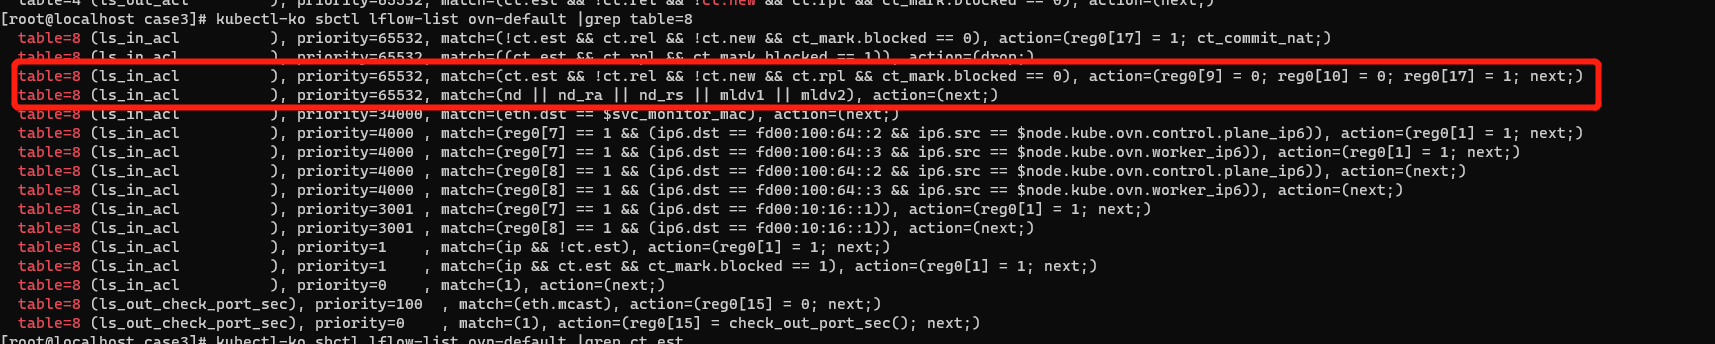 table=4 (ls_out_acl          ), priority=65532, match=(ct.est && !ct.rel && !ct.new && ct.rpl && ct_mark.blocked == 0), action=(next;)
[root@localhost case3]# kubectl-ko sbctl lflow-list ovn-default |grep table=8
  table=8 (ls_in_acl          ), priority=65532, match=(!ct.est && ct.rel && !ct.new && ct_mark.blocked == 0), action=(reg0[17] = 1; ct_commit_nat;)
  table=8 (ls_in_acl          ), priority=65532, match=((ct.est && ct.rpl && ct_mark.blocked == 1)), action=(drop;)
  table=8 (ls_in_acl          ), priority=65532, match=(ct.est && !ct.rel && !ct.new && ct.rpl && ct_mark.blocked == 0), action=(reg0[9] = 0; reg0[10] = 0; reg0[17] = 1; next;)
  table=8 (ls_in_acl          ), priority=65532, match=(nd || nd_ra || nd_rs || mldv1 || mldv2), action=(next;)
  table=8 (ls_in_acl          ), priority=34000, match=(eth.dst == $svc_monitor_mac), action=(next;)
  table=8 (ls_in_acl          ), priority=4000 , match=(reg0[7] == 1 && (ip6.dst == fd00:100:64::2 && ip6.src == $node.kube.ovn.control.plane_ip6)), action=(reg0[1] = 1; next;)
  table=8 (ls_in_acl          ), priority=4000 , match=(reg0[7] == 1 && (ip6.dst == fd00:100:64::3 && ip6.src == $node.kube.ovn.worker_ip6)), action=(reg0[1] = 1; next;)
  table=8 (ls_in_acl          ), priority=4000 , match=(reg0[8] == 1 && (ip6.dst == fd00:100:64::2 && ip6.src == $node.kube.ovn.control.plane_ip6)), action=(next;)
  table=8 (ls_in_acl          ), priority=4000 , match=(reg0[8] == 1 && (ip6.dst == fd00:100:64::3 && ip6.src == $node.kube.ovn.worker_ip6)), action=(next;)
  table=8 (ls_in_acl          ), priority=3001 , match=(reg0[7] == 1 && (ip6.dst == fd00:10:16::1)), action=(reg0[1] = 1; next;)
  table=8 (ls_in_acl          ), priority=3001 , match=(reg0[8] == 1 && (ip6.dst == fd00:10:16::1)), action=(next;)
  table=8 (ls_in_acl          ), priority=1    , match=(ip && !ct.est), action=(reg0[1] = 1; next;)
  table=8 (ls_in_acl          ), priority=1    , match=(ip && ct.est && ct_mark.blocked == 1), action=(reg0[1] = 1; next;)
  table=8 (ls_in_acl          ), priority=0    , match=(1), action=(next;)
  table=8 (ls_out_check_port_sec), priority=100  , match=(eth.mcast), action=(reg0[15] = 0; next;)
  table=8 (ls_out_check_port_sec), priority=0    , match=(1), action=(reg0[15] = check_out_port_sec(); next;)
[root@localhost case3]# kubectl-ko sbctl lflow-list ovn-default |grep ct.est